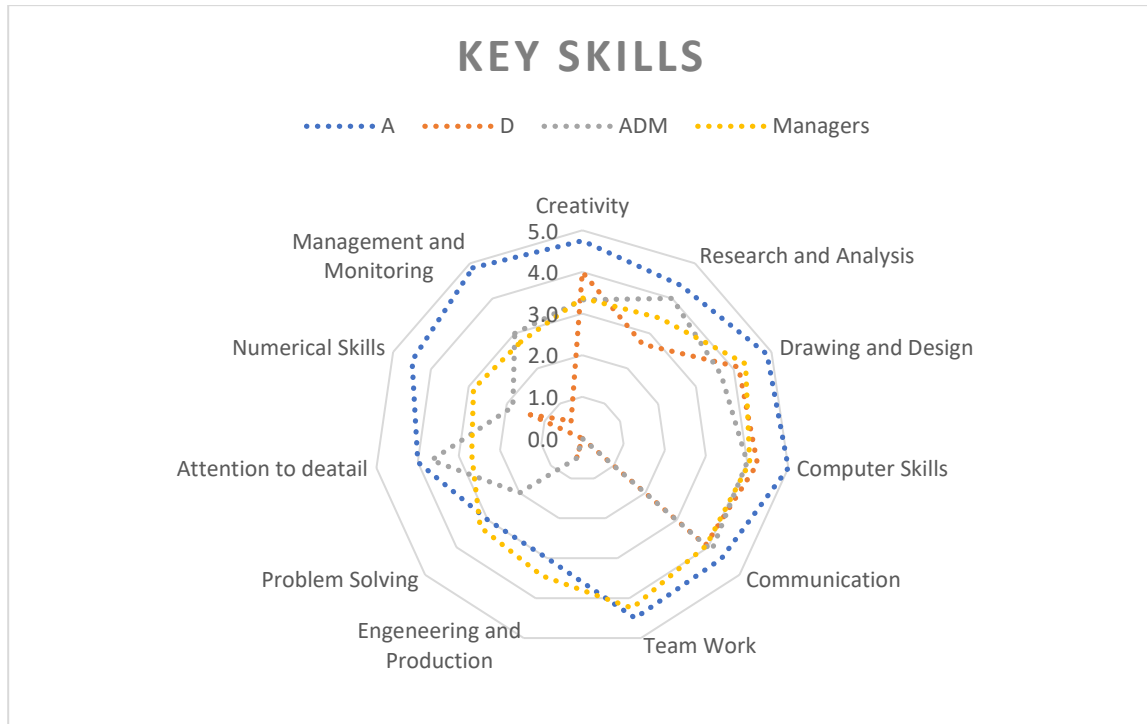 KEY SKILLS
A
D
ADM
Managers
Creativity
5.0
4.0
3.0
2.0
1.0
0.0
Research and Analysis
Drawing and Design
Computer Skills
Communication
Team Work
Engeneering and
Production
Problem Solving
Attention to deatail
Numerical Skills
Management and
Monitoring